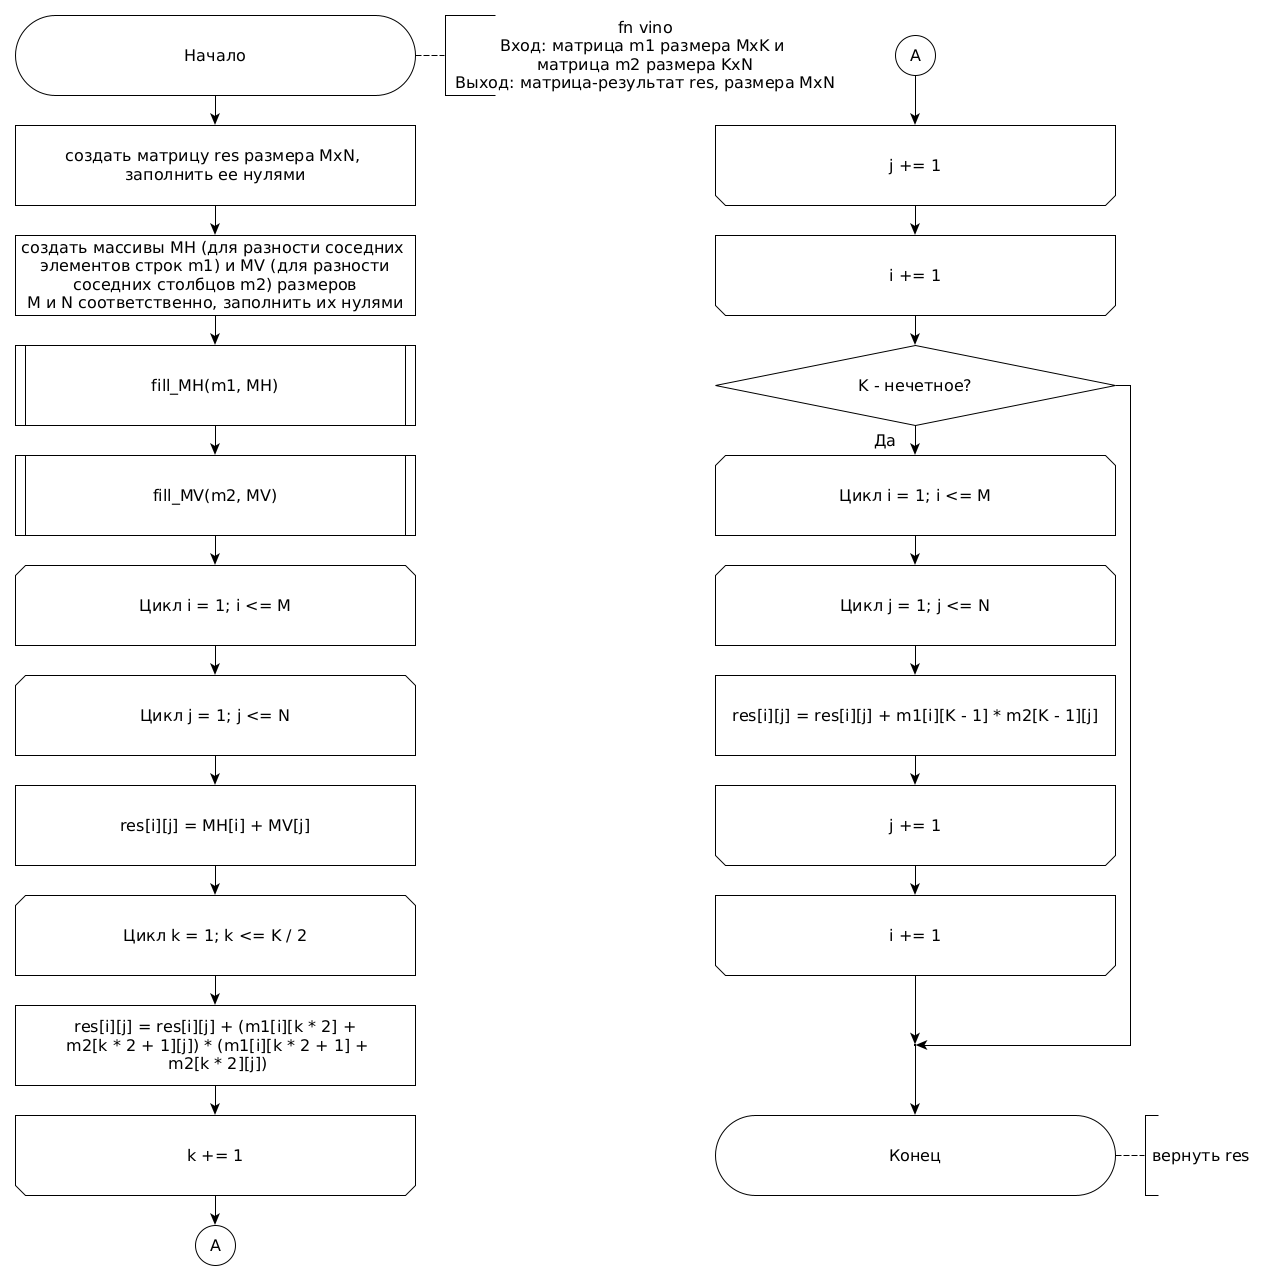 Начало
fn vino
Вход: матрица m1 размера MxK и
матрица m2 размера KxN
Выход: матрица-результат res, размера MxN
создать матрицу res размера MxN,
заполнить ее нулями
создать массивы MH (для разности соседних
элементов строк m1) и MV (для разности
соседних столбцов m2) размеров
M и N соответственно, заполнить их нулями
fill_MH(m1, MH)
fill_MV(m2, MV)
Цикл i = 1; i <= M
Цикл j = 1; j <= N
res[i][j] = MH[i] + MV[j]
Цикл k = 1; k <= K / 2
res[i][j] = res[i][j] + (m1[i][k * 2] +
m2[k * 2 + 1][j]) * (m1[i][k * 2 + 1] +
m2[k * 2][j])
k += 1
A
A
j += 1
i += 1
K - нечетное?
Да
Цикл i = 1; i <= M
Цикл j = 1; j <= N
res[i][j] = res[i][j] + m1[i][K - 1] * m2[K - 1][j]
j += 1
i += 1
Конец
вернуть res